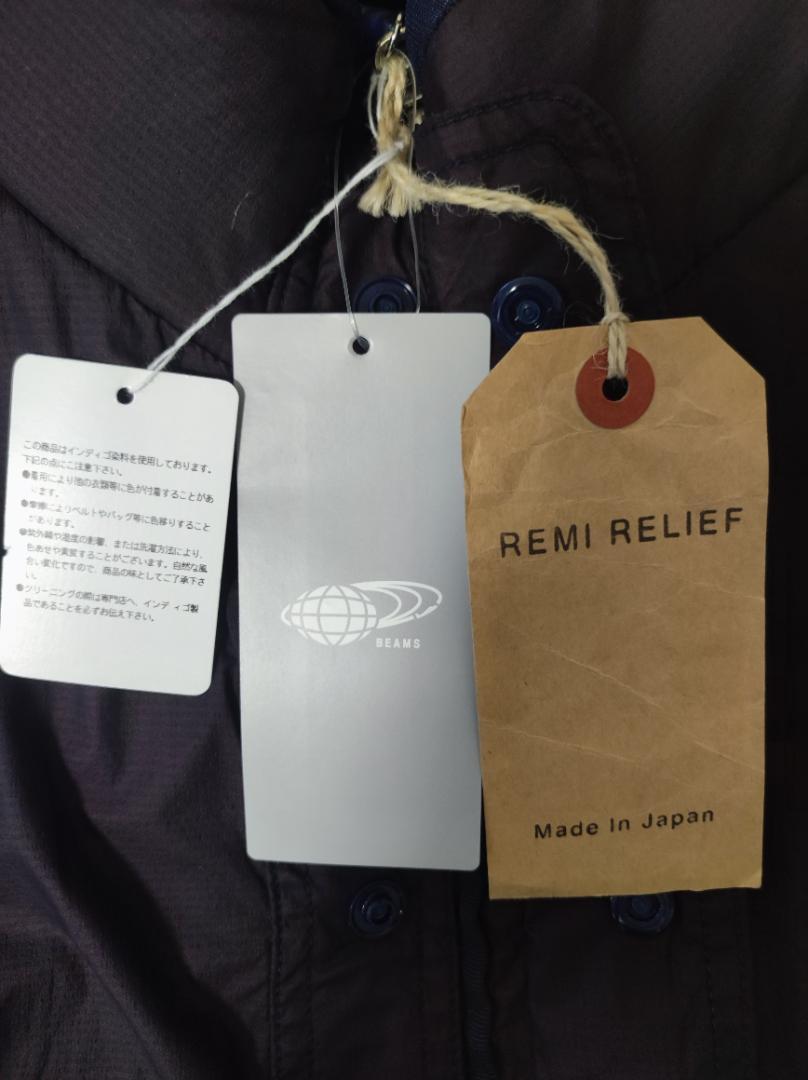 この商品はインディゴ染料を使用しております。
下記の点にご注意下さい。
●着用により他の衣類等に色が付着することがあ
ります。
●摩擦によりベルトやバッグ等に色移りすること
があります。
●紫外線や温度の影響、または洗濯方法により、
色あせや黄変することがございます。自然な風
合い変化ですので、商品の味としてご了承下さ
い。
●クリーニングの際は専門店へ、インディゴ製
品であることを必ずお伝え下さい。
BEAMS
REMI RELIEF
Made In Japan